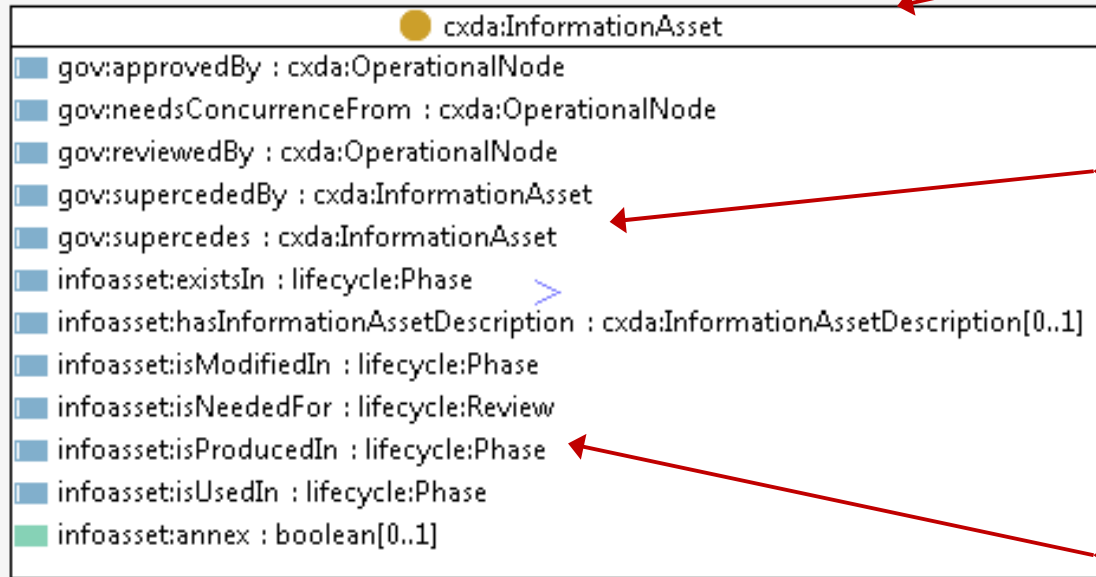 cxda:InformationAsset
gov:approvedBy : cxda:OperationalNode
gov:needsConcurrenceFrom : cxda:OperationalNode
gov:reviewedBy : cxda:OperationalNode
gov:supercededBy : cxda:InformationAsset
gov:supercedes : cxda:InformationAsset
infoasset:existsIn : lifecycle:Phase
infoasset:hasInformationAssetDescription : cxda:InformationAssetDescription[0..1]
infoasset:isModifiedIn : lifecycle:Phase
infoasset:isNeededFor : lifecycle:Review
infoasset:isProducedIn : lifecycle:Phase
infoasset:isUsedIn : lifecycle:Phase
infoasset:annex : boolean[0..1]